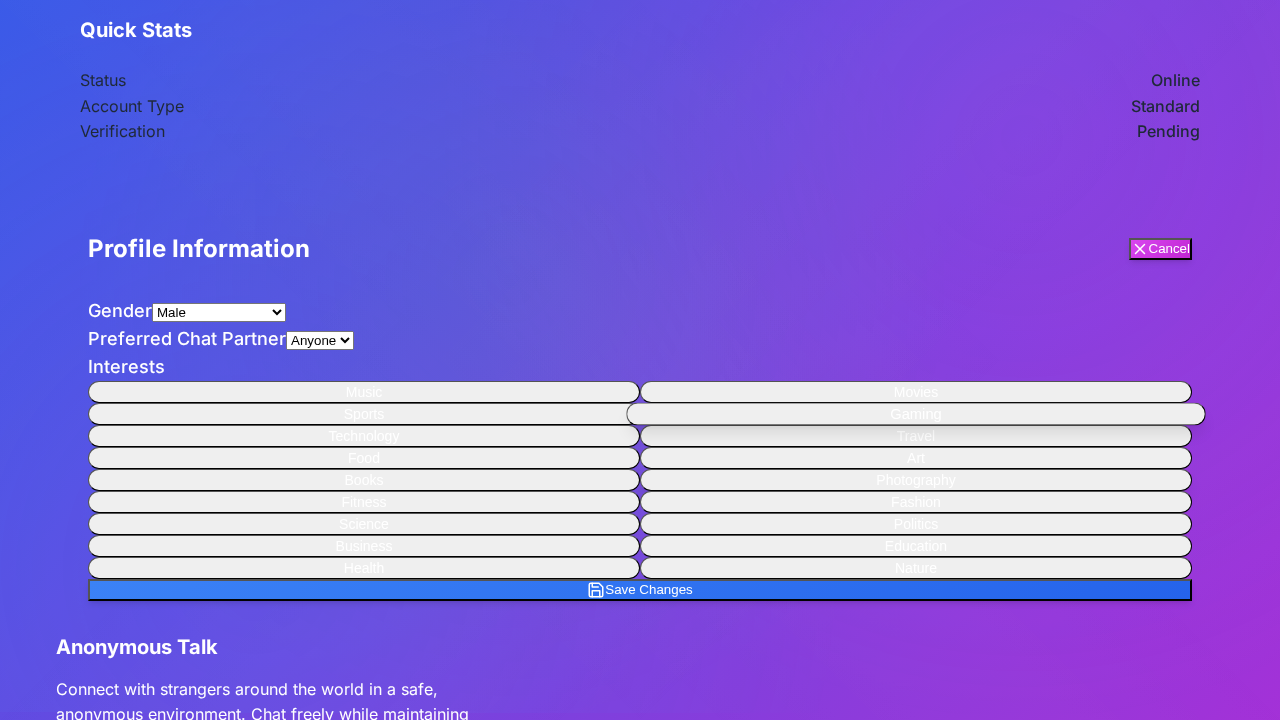 Quick Stats
Status Online
Account Type Standard
Verification Pending
Profile Information Cancel
Gender Male
Preferred Chat Partner Anyone
Interests
Music Movies
Sports Gaming
Technology Travel
Food Art
Books Photography
Fitness Fashion
Science Politics
Business Education
Health Nature
Save Changes
Anonymous Talk
Connect with strangers around the world in a safe,
anonymous environment. Chat freely while maintaining